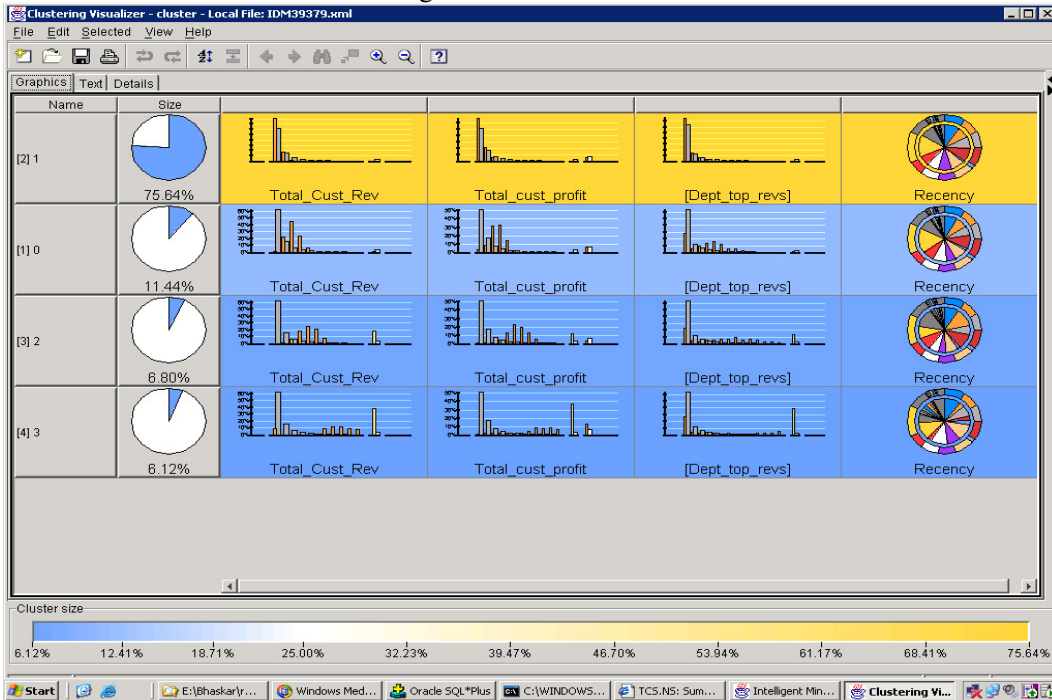 Clustering Visualizer - cluster - Local File: IDM39379.xml
File Edit Selected View Help
Graphics Text Details
Name Size
[2] 1
75.64% Total_Cust_Rev Total_cust_profit [Dept_top_revs] Recency
[1] 0
11.44% Total_Cust_Rev Total_cust_profit [Dept_top_revs] Recency
[3] 2
6.80% Total_Cust_Rev Total_cust_profit [Dept_top_revs] Recency
[4] 3
6.12% Total_Cust_Rev Total_cust_profit [Dept_top_revs] Recency
Cluster size
6.12% 12.41% 18.71% 25.00% 32.23% 39.47% 46.70% 53.94% 61.17% 68.41% 75.64%
Start E:\Bhaskar\r... Windows Med... Oracle SQL*Plus C:\WINDOWS... TCS.NS: Sum... Intelligent Min... Clustering Vi...